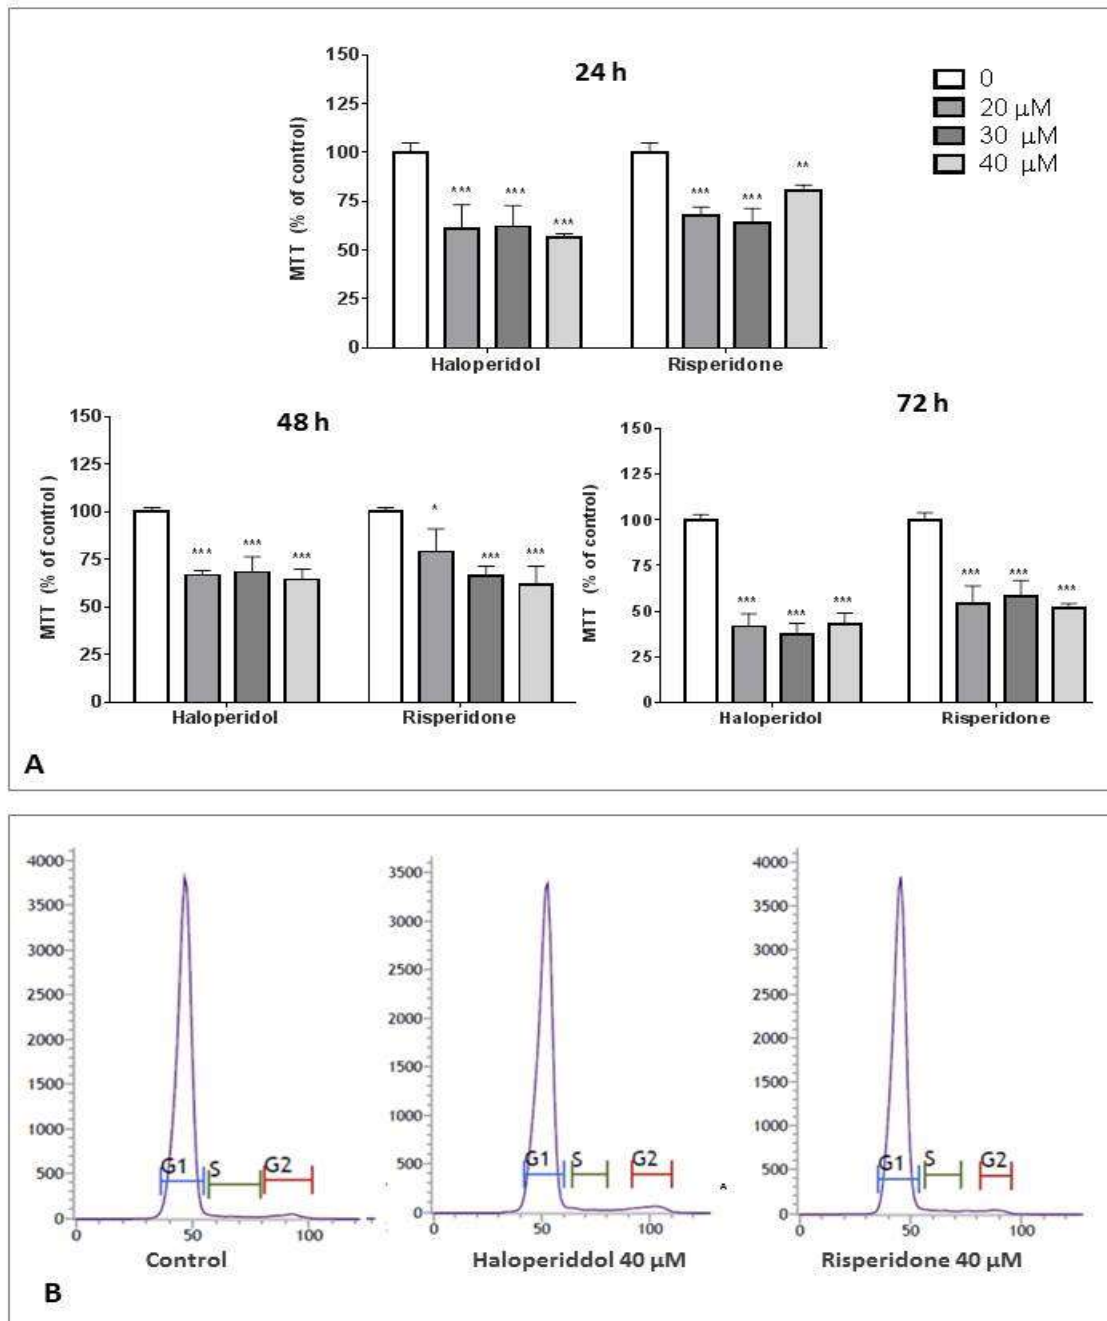 24 h
0
20 µM
30 µM
40 µM
MTT (% of control)
150
125
100
75
50
25
0
*** *** *** *** *** **
Haloperidol Risperidone
48 h
MTT (% of control )
150
125
100
75
50
25
0
*** *** *** * *** ***
Haloperidol Risperidone
72 h
MTT (% of control)
150
125
100
75
50
25
0
*** *** *** *** *** ***
Haloperidol Risperidone
A
4000
3500
3000
2500
2000
1500
1000
500
0
G1 S G2
0 50 100
Control
3500
3000
2500
2000
1500
1000
500
0
G1 S G2
0 50 100
Haloperiddol 40 µM
A
4000
3500
3000
2500
2000
1500
1000
500
0
G1 S G2
0 50 100
Risperidone 40 µM
B